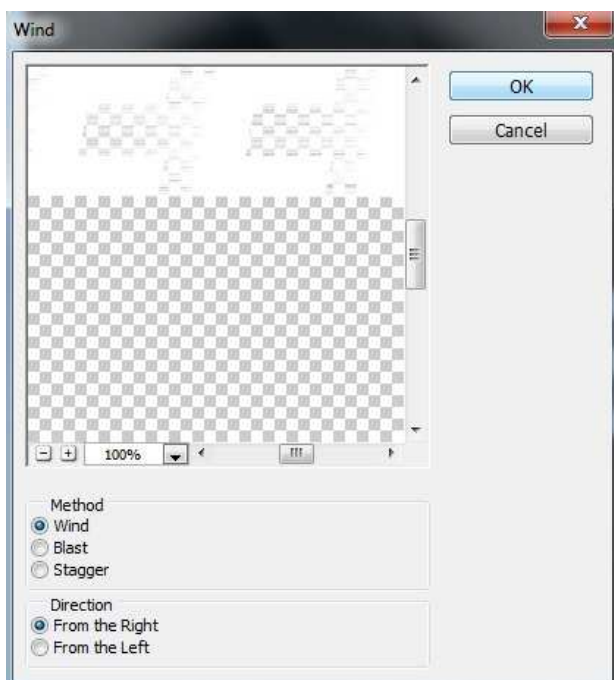 Wind
OK
Cancel
100%
Method
Wind
Blast
Stagger
Direction
From the Right
From the Left